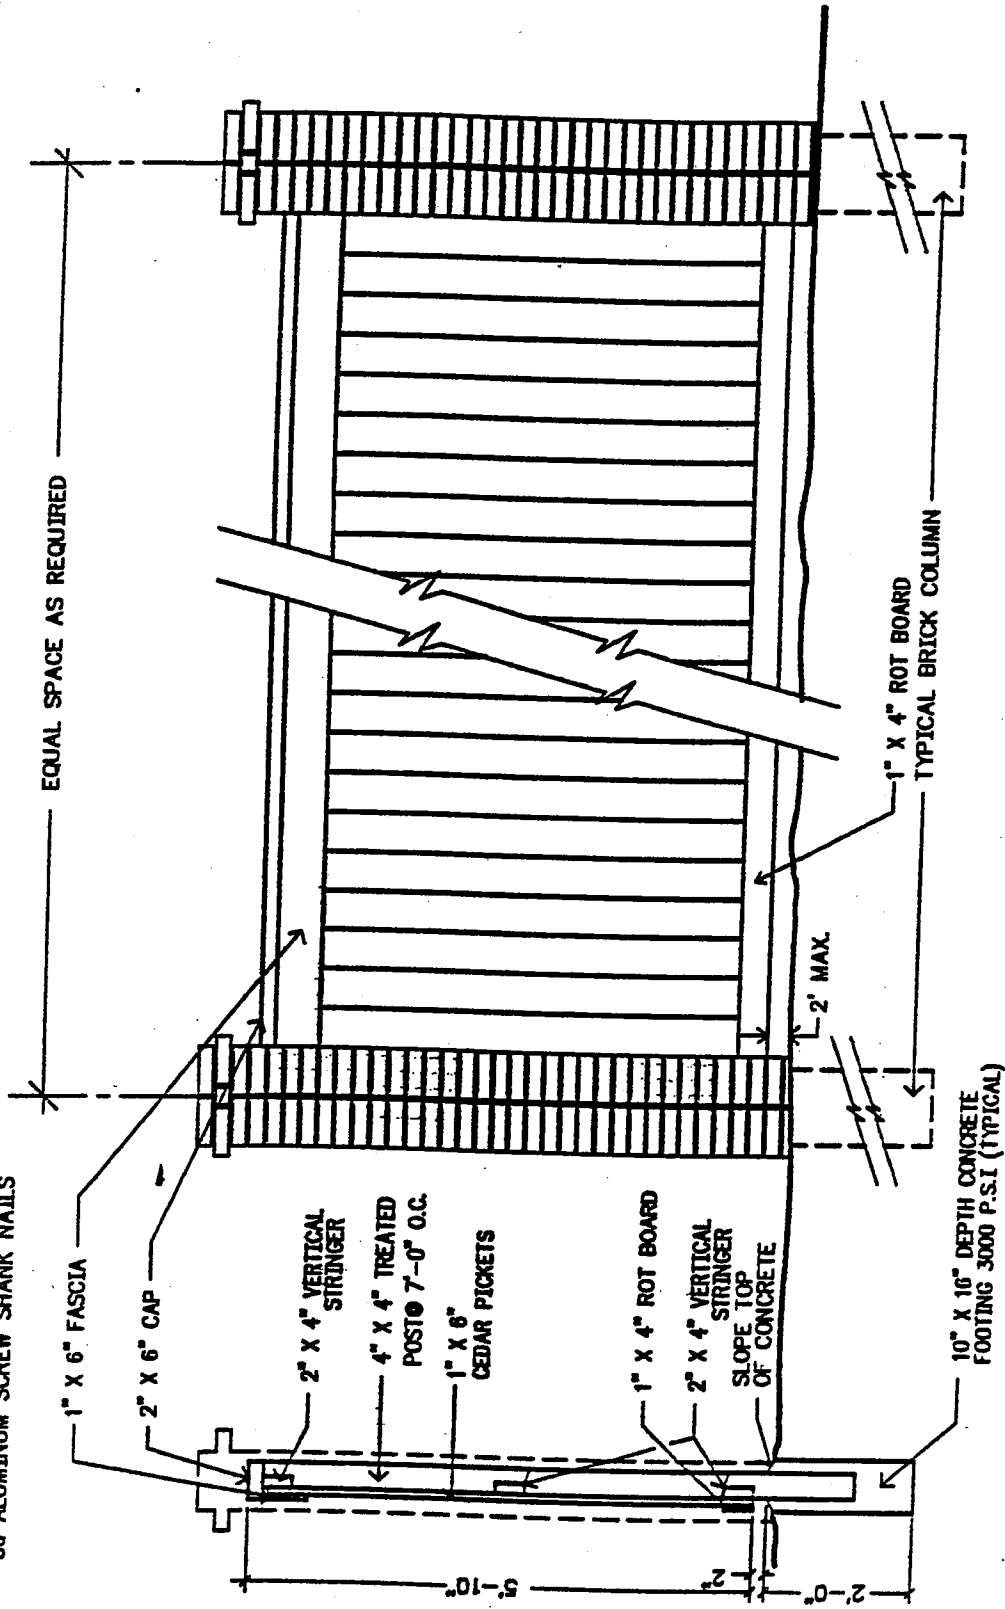 8d ALUMINUM SCREW SHANK NAILS
1" X 6" FASCIA
2" X 6" CAP
2" X 4" VERTICAL
STRINGER
4" X 4" TREATED
POST@ 7'-0" O.C.
1" X 6"
CEDAR PICKETS
1" X 4" ROT BOARD
2" X 4" VERTICAL
STRINGER
SLOPE TOP
OF CONCRETE
10" X 16" DEPTH CONCRETE
FOOTING 3000 P.S.I (TYPICAL)
5'-10"
2"
2'-0"
EQUAL SPACE AS REQUIRED
2' MAX.
1" X 4" ROT BOARD
TYPICAL BRICK COLUMN